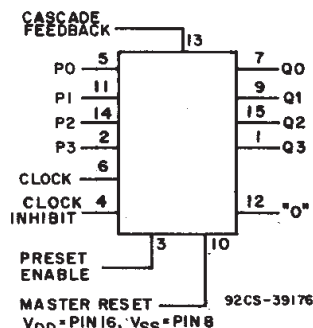 CASCADE
FEEDBACK
13
P0 5 7 Q0
P1 11 9 Q1
P2 14 15 Q2
P3 2 1 Q3
CLOCK 6
CLOCK INHIBIT 4 12 "0"
PRESET
ENABLE
3 10
MASTER RESET 92CS-39176
VDD = PIN 16, VSS = PIN 8